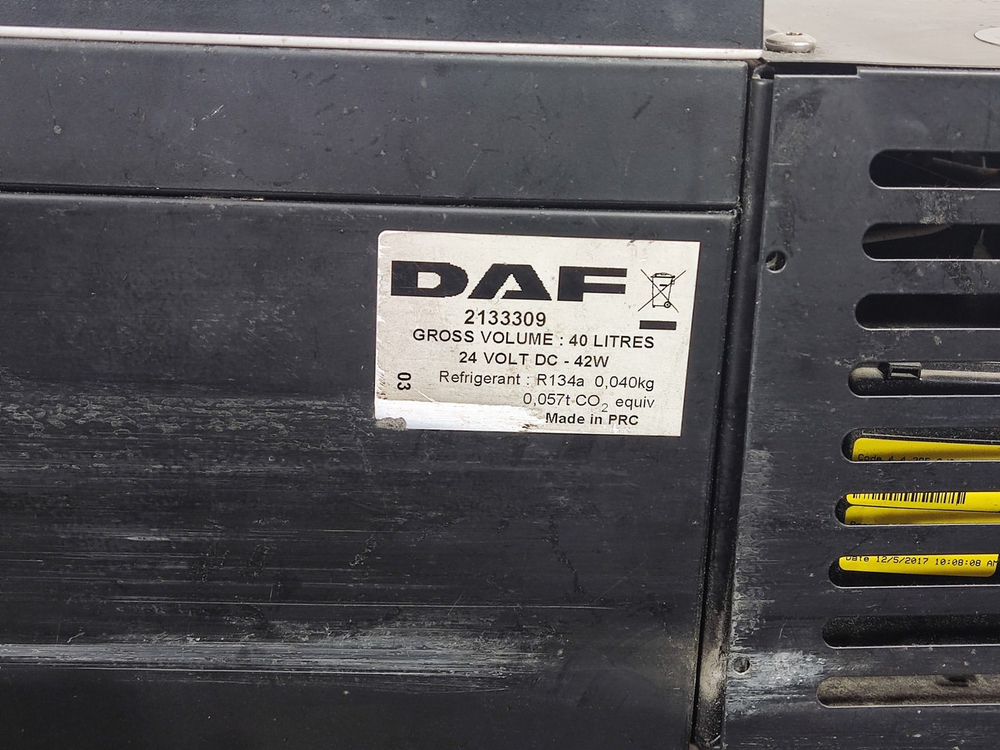 DAF
2133309
GROSS VOLUME : 40 LITRES
24 VOLT DC - 42W
03
Refrigerant : R134a 0,040kg
0,057t CO2 equiv
Made in PRC
Date 12/5/2017 10:08:08 AM